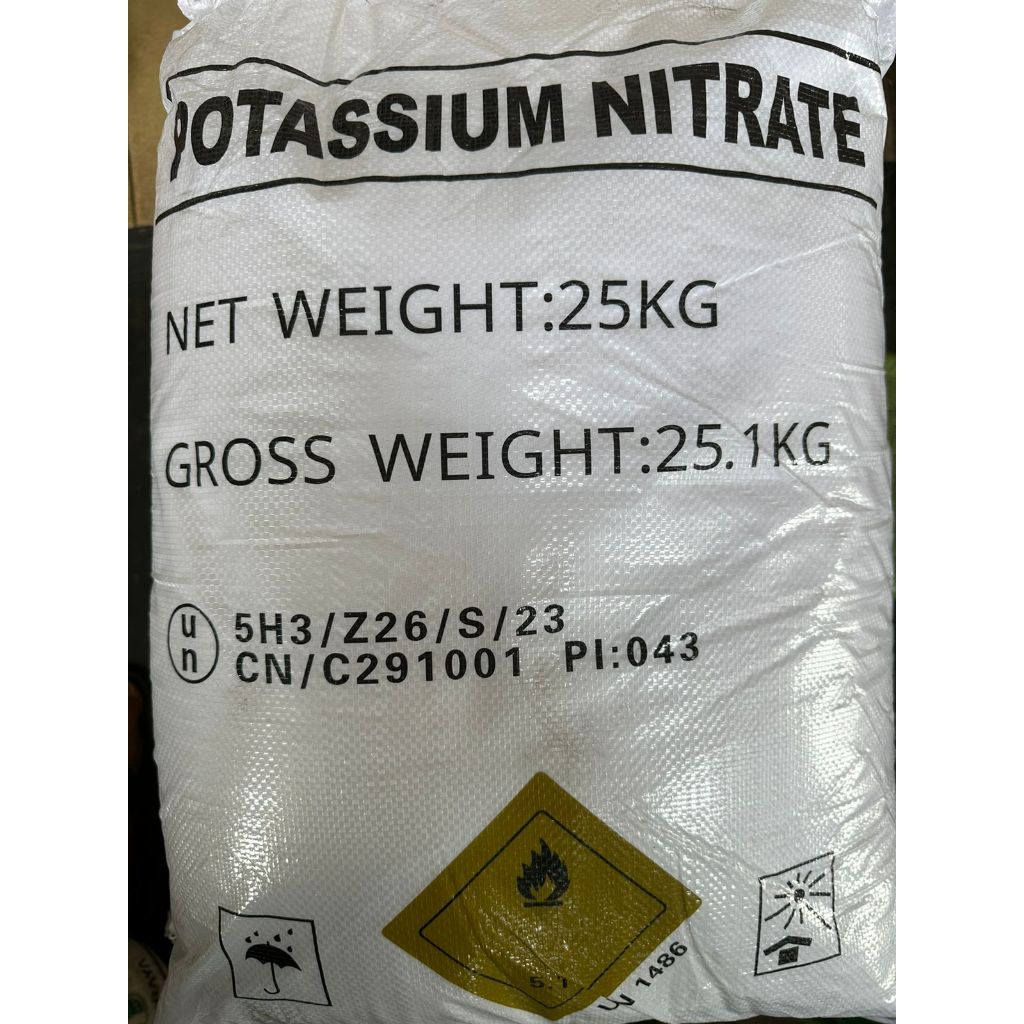 POTASSIUM NITRATE
NET WEIGHT:25KG
GROSS WEIGHT:25.1KG
un
5H3/Z26/S/23
CN/C291001 PI:043
5.1
1486